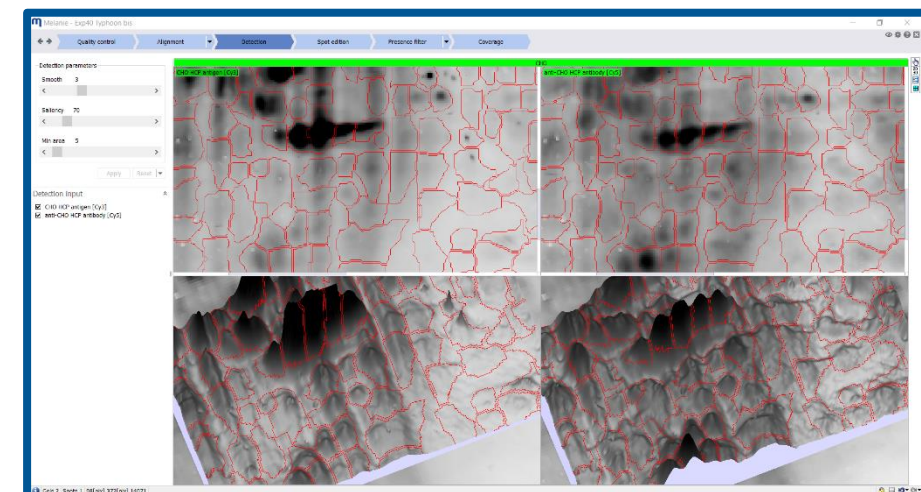 Melanie - Exp40 Typhoon bis
Quality control
Alignment
Detection
Spot edition
Presence filter
Coverage
Detection parameters
Smooth 3
Saliency 70
Min area 5
Apply
Reset
Detection Input
CHO HCP antigen [Cy3]
anti-CHO HCP antibody [Cy5]
CHO
CHO HCP antigen [Cy3]
anti-CHO HCP antibody [Cy5]